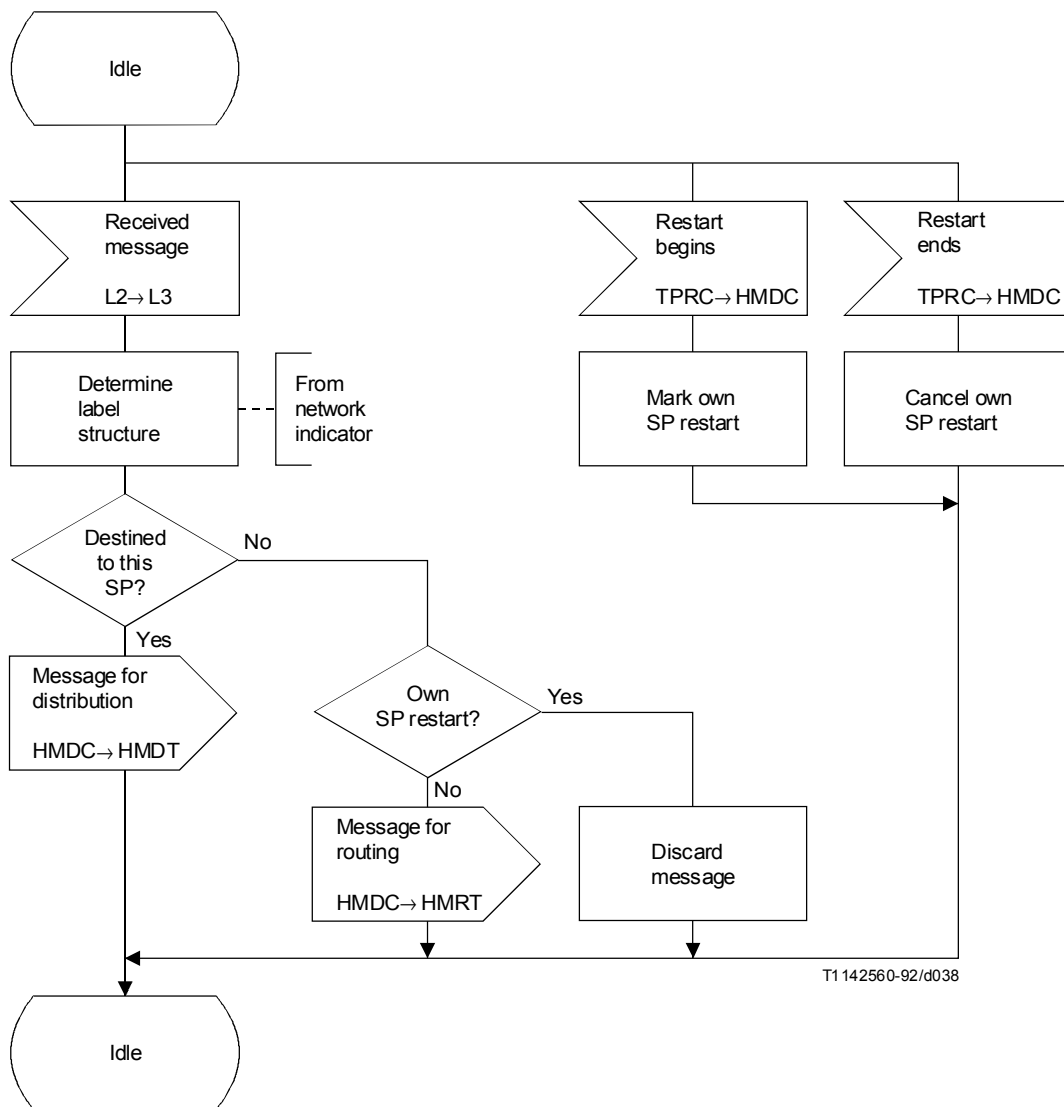 Idle
Received
message
L2→L3
Restart
begins
TPRC→HMDC
Restart
ends
TPRC→HMDC
Determine
label
structure
From
network
indicator
Mark own
SP restart
Cancel own
SP restart
Destined
to this
SP?
No
Yes
Message for
distribution
HMDC→HMDT
Own
SP restart?
Yes
No
Message for
routing
HMDC→HMRT
Discard
message
T1142560-92/d038
Idle